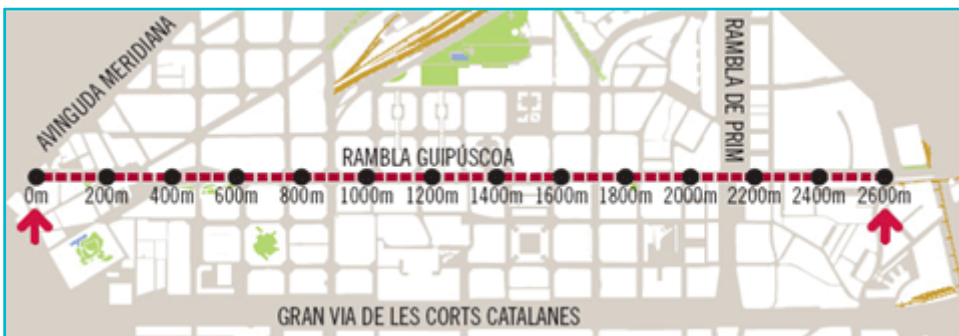 AVINGUDA MERIDIANA
RAMBLA DE PRIM
RAMBLA GUIPÚSCOA
0m 200m 400m 600m 800m 1000m 1200m 1400m 1600m 1800m 2000m 2200m 2400m 2600m
GRAN VIA DE LES CORTS CATALANES